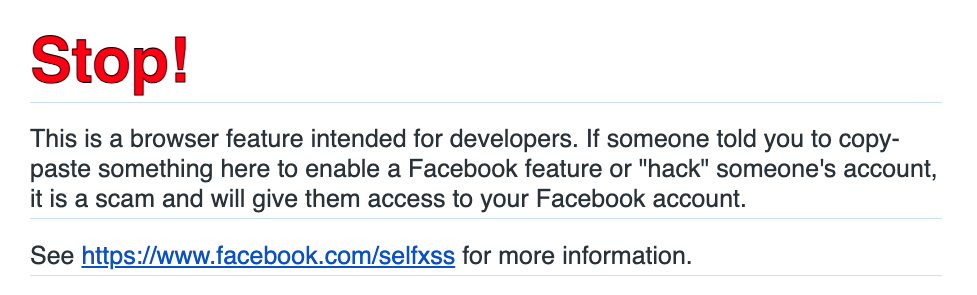 Stop!
This is a browser feature intended for developers. If someone told you to copy-
paste something here to enable a Facebook feature or "hack" someone's account,
it is a scam and will give them access to your Facebook account.
See https://www.facebook.com/selfxss for more information.